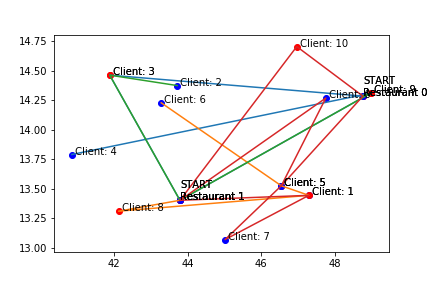 14.75
Client: 10
14.50
Client: 3
START
Client: 2
Restaurant 0
Client: 9
Client:
14.25
Client: 6
14.00
13.75
Client: 4
13.50
START
Restaurant 1
Client: 5
Client: 1
13.25
Client: 8
Client: 7
13.00
42 44 46 48